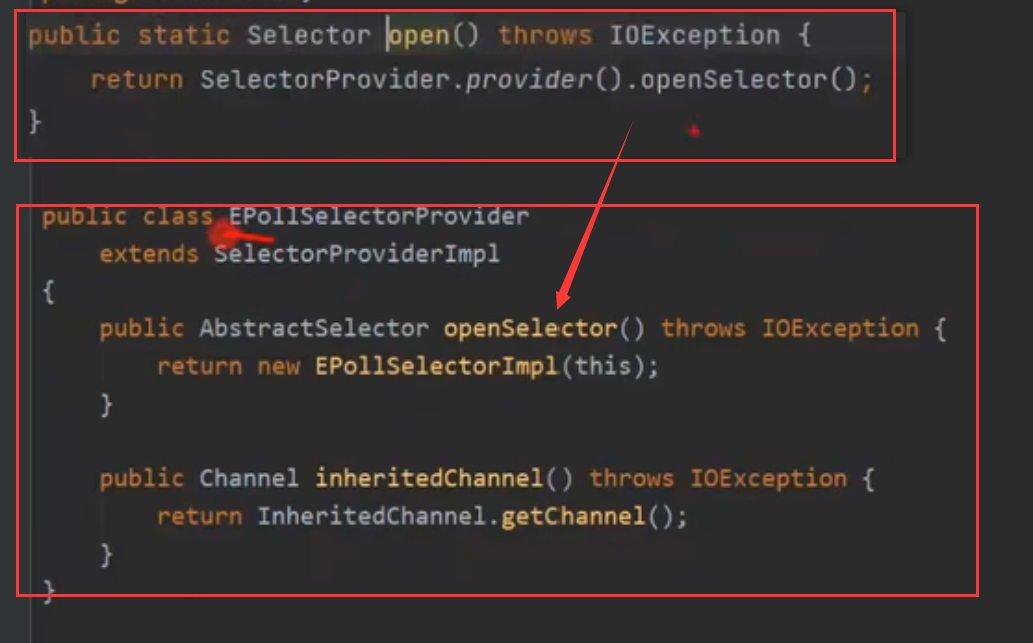 public static Selector open() throws IOException {
return SelectorProvider.provider().openSelector();
}
public class EPollSelectorProvider
extends SelectorProviderImpl
{
public AbstractSelector openSelector() throws IOException {
return new EPollSelectorImpl(this);
}
public Channel inheritedChannel() throws IOException {
return InheritedChannel.getChannel();
}
}